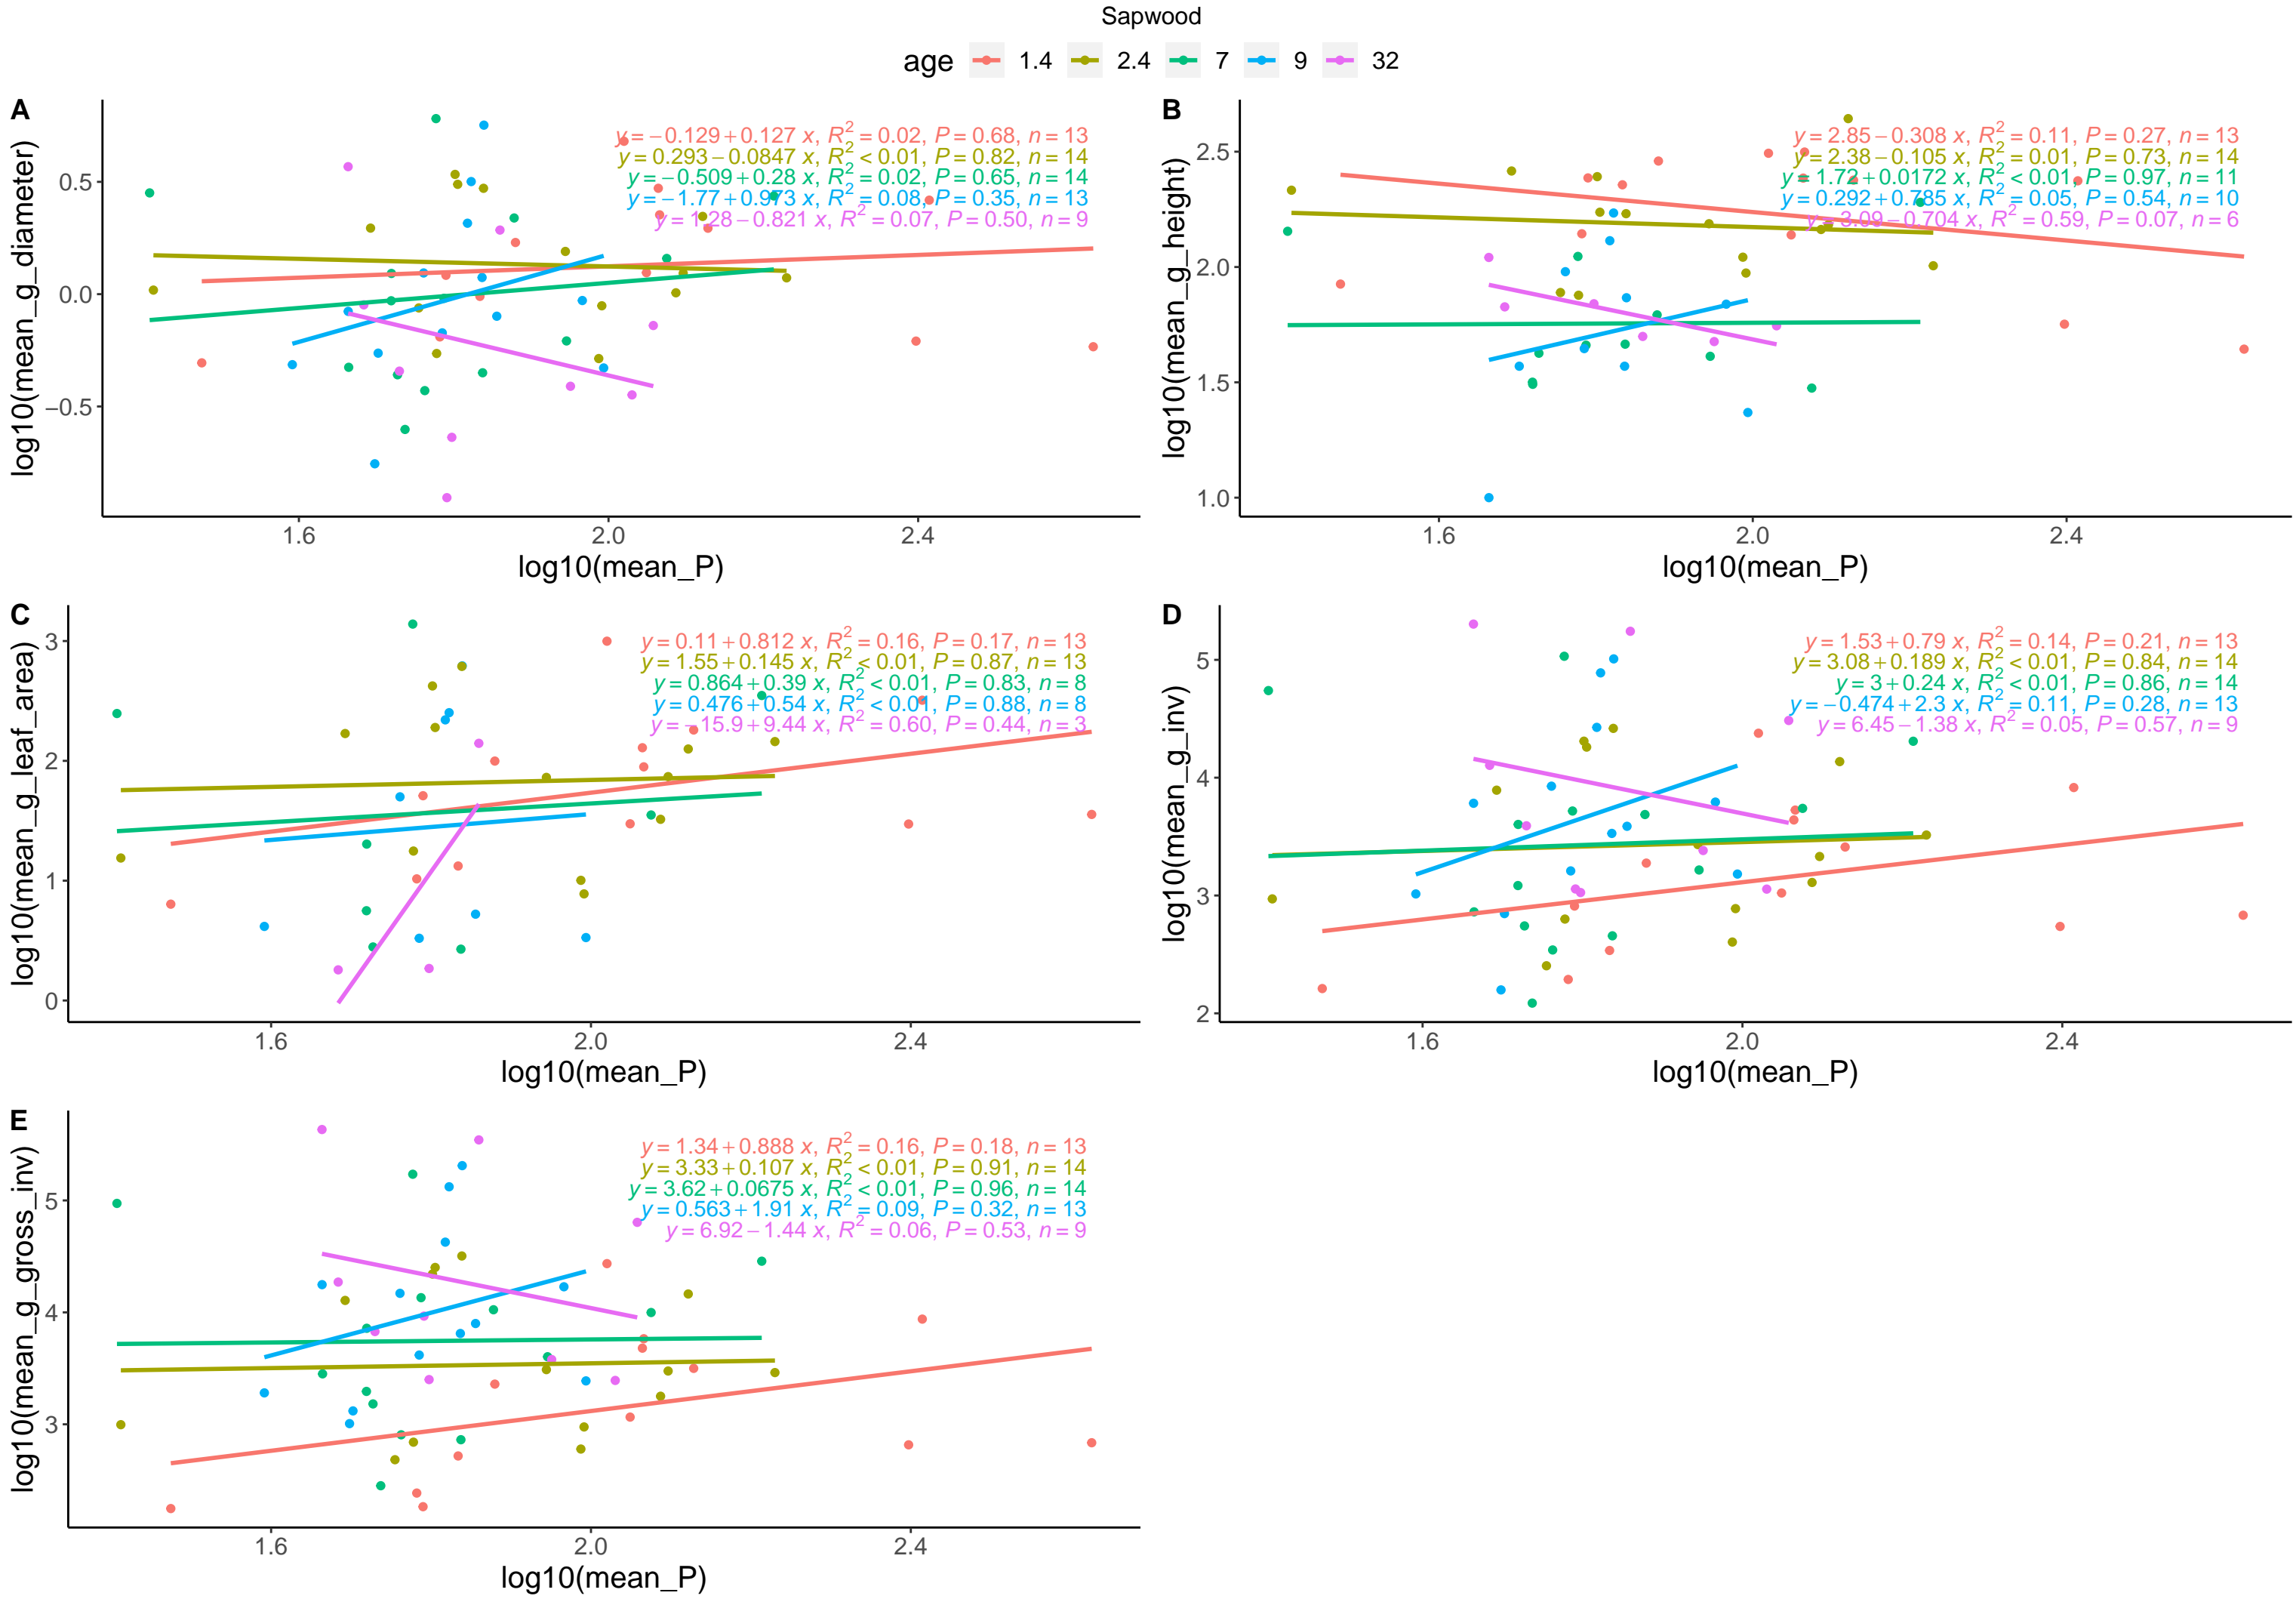 Sapwood
age 1.4 2.4 7 9 32
A
y = −0.129+0.127 x, R2 = 0.02, P = 0.68, n = 13
y = 0.293−0.0847 x, R2 < 0.01, P = 0.82, n = 14
y = −0.509+0.28 x, R2 = 0.02, P = 0.65, n = 14
y = −1.77+0.973 x, R2 = 0.08, P = 0.35, n = 13
y = 1.28−0.821 x, R2 = 0.07, P = 0.50, n = 9
log10(mean_g_diameter)
0.5
0.0
−0.5
1.6 2.0 2.4
log10(mean_P)
B
y = 2.85−0.308 x, R2 = 0.11, P = 0.27, n = 13
y = 2.38−0.105 x, R2 = 0.01, P = 0.73, n = 14
y = 1.72+0.0172 x, R2 < 0.01, P = 0.97, n = 11
y = 0.292+0.785 x, R2 = 0.05, P = 0.54, n = 10
y = 3.09−0.704 x, R2 = 0.59, P = 0.07, n = 6
log10(mean_g_height)
2.5
2.0
1.5
1.0
1.6 2.0 2.4
log10(mean_P)
C
y = 0.11+0.812 x, R2 = 0.16, P = 0.17, n = 13
y = 1.55+0.145 x, R2 < 0.01, P = 0.87, n = 13
y = 0.864+0.39 x, R2 < 0.01, P = 0.83, n = 8
y = 0.476+0.54 x, R2 < 0.01, P = 0.88, n = 8
y = −15.9+9.44 x, R2 = 0.60, P = 0.44, n = 3
log10(mean_g_leaf_area)
3
2
1
0
1.6 2.0 2.4
log10(mean_P)
D
y = 1.53+0.79 x, R2 = 0.14, P = 0.21, n = 13
y = 3.08+0.189 x, R2 < 0.01, P = 0.84, n = 14
y = 3+0.24 x, R2 < 0.01, P = 0.86, n = 14
y = −0.474+2.3 x, R2 = 0.11, P = 0.28, n = 13
y = 6.45−1.38 x, R2 = 0.05, P = 0.57, n = 9
log10(mean_g_inv)
5
4
3
2
1.6 2.0 2.4
log10(mean_P)
E
y = 1.34+0.888 x, R2 = 0.16, P = 0.18, n = 13
y = 3.33+0.107 x, R2 < 0.01, P = 0.91, n = 14
y = 3.62+0.0675 x, R2 < 0.01, P = 0.96, n = 14
y = 0.563+1.91 x, R2 = 0.09, P = 0.32, n = 13
y = 6.92−1.44 x, R2 = 0.06, P = 0.53, n = 9
log10(mean_g_gross_inv)
5
4
3
1.6 2.0 2.4
log10(mean_P)